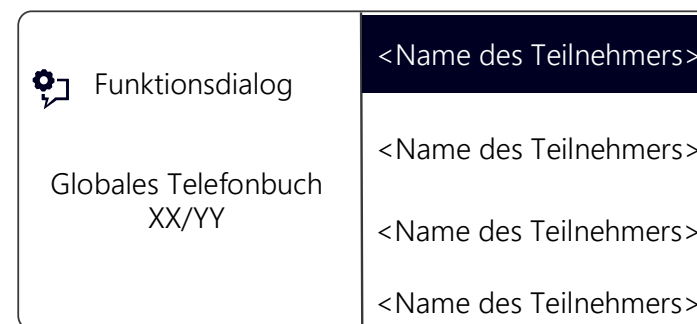 Funktionsdialog
Globales Telefonbuch
XX/YY
<Name des Teilnehmers>
<Name des Teilnehmers>
<Name des Teilnehmers>
<Name des Teilnehmers>